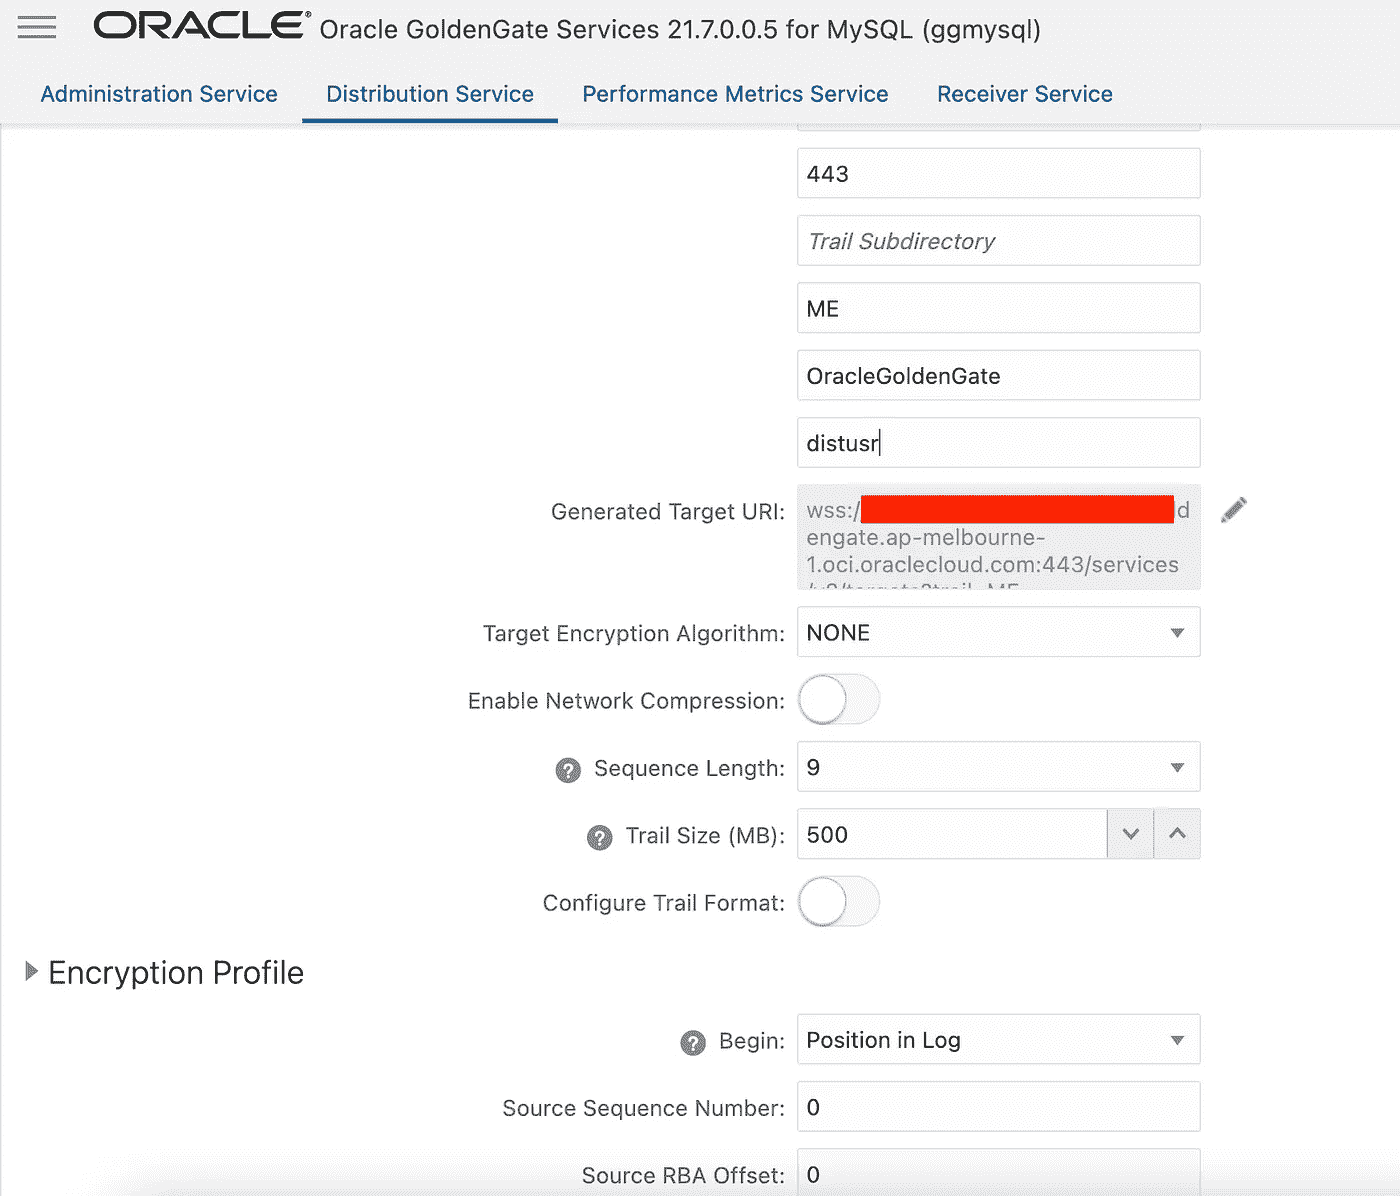 ORACLE® Oracle GoldenGate Services 21.7.0.0.5 for MySQL (ggmysql)
Administration Service Distribution Service Performance Metrics Service Receiver Service
443
Trail Subdirectory
ME
OracleGoldenGate
distusr
Generated Target URI: wss:/ d
engate.ap-melbourne-
1.oci.oraclecloud.com:443/services
Target Encryption Algorithm: NONE
Enable Network Compression:
Sequence Length: 9
Trail Size (MB): 500
Configure Trail Format:
Encryption Profile
Begin: Position in Log
Source Sequence Number: 0
Source RBA Offset: 0